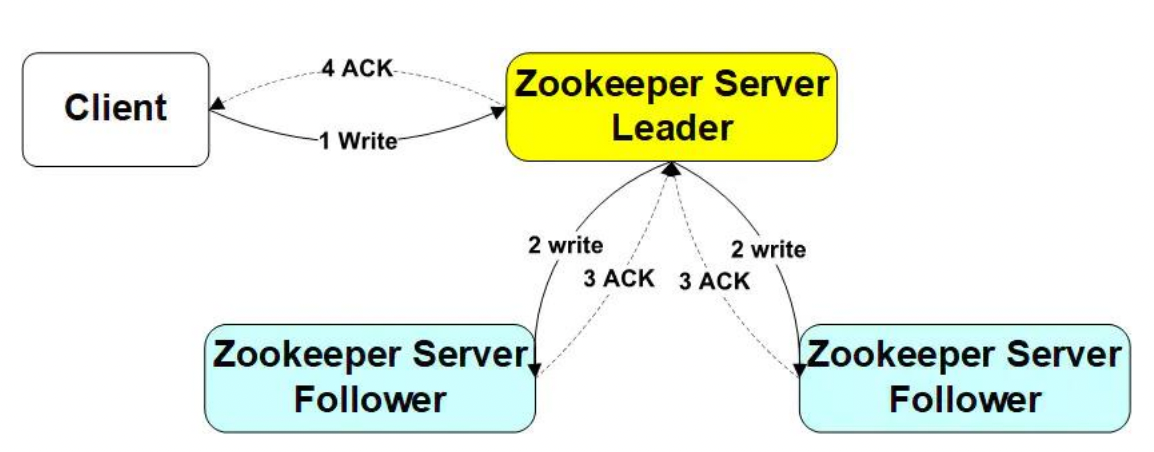 4 ACK
Client
1 Write
Zookeeper Server
Leader
2 write
2 write
3 ACK
3 ACK
Zookeeper Server
Follower
Zookeeper Server
Follower